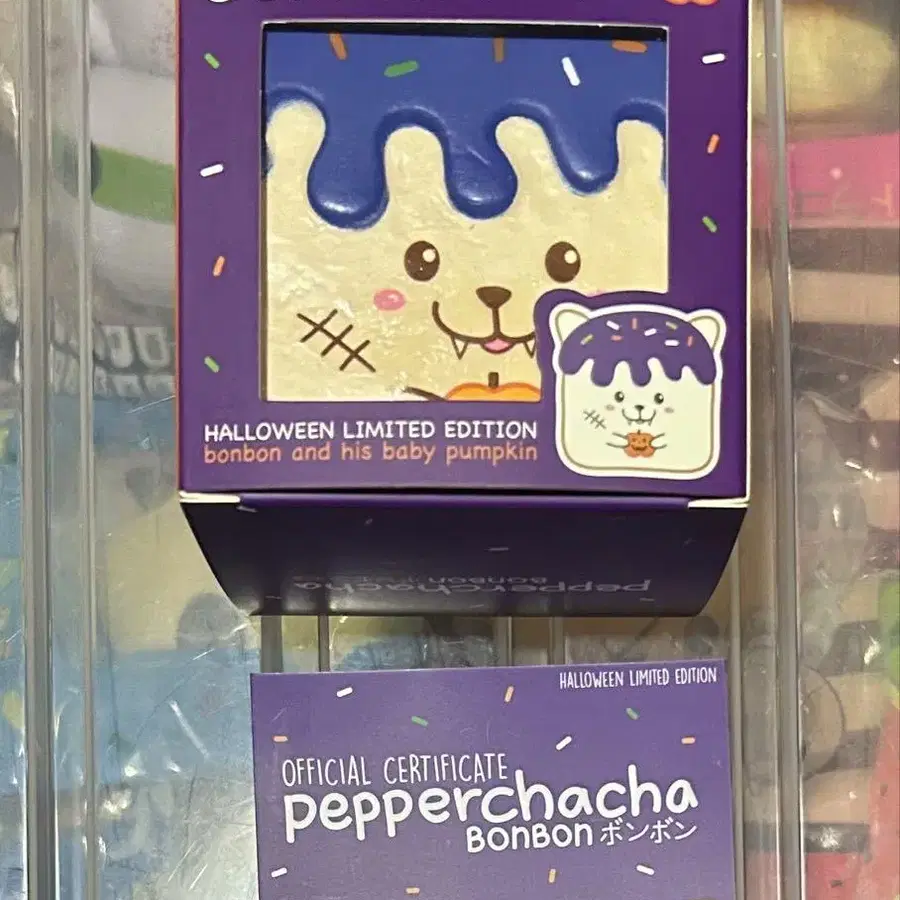 HALLOWEEN LIMITED EDITION
bonbon and his baby pumpkin
pepperchacha
BONBON
HALLOWEEN LIMITED EDITION
OFFICIAL CERTIFICATE
pepperchacha
BONBON ボンボン